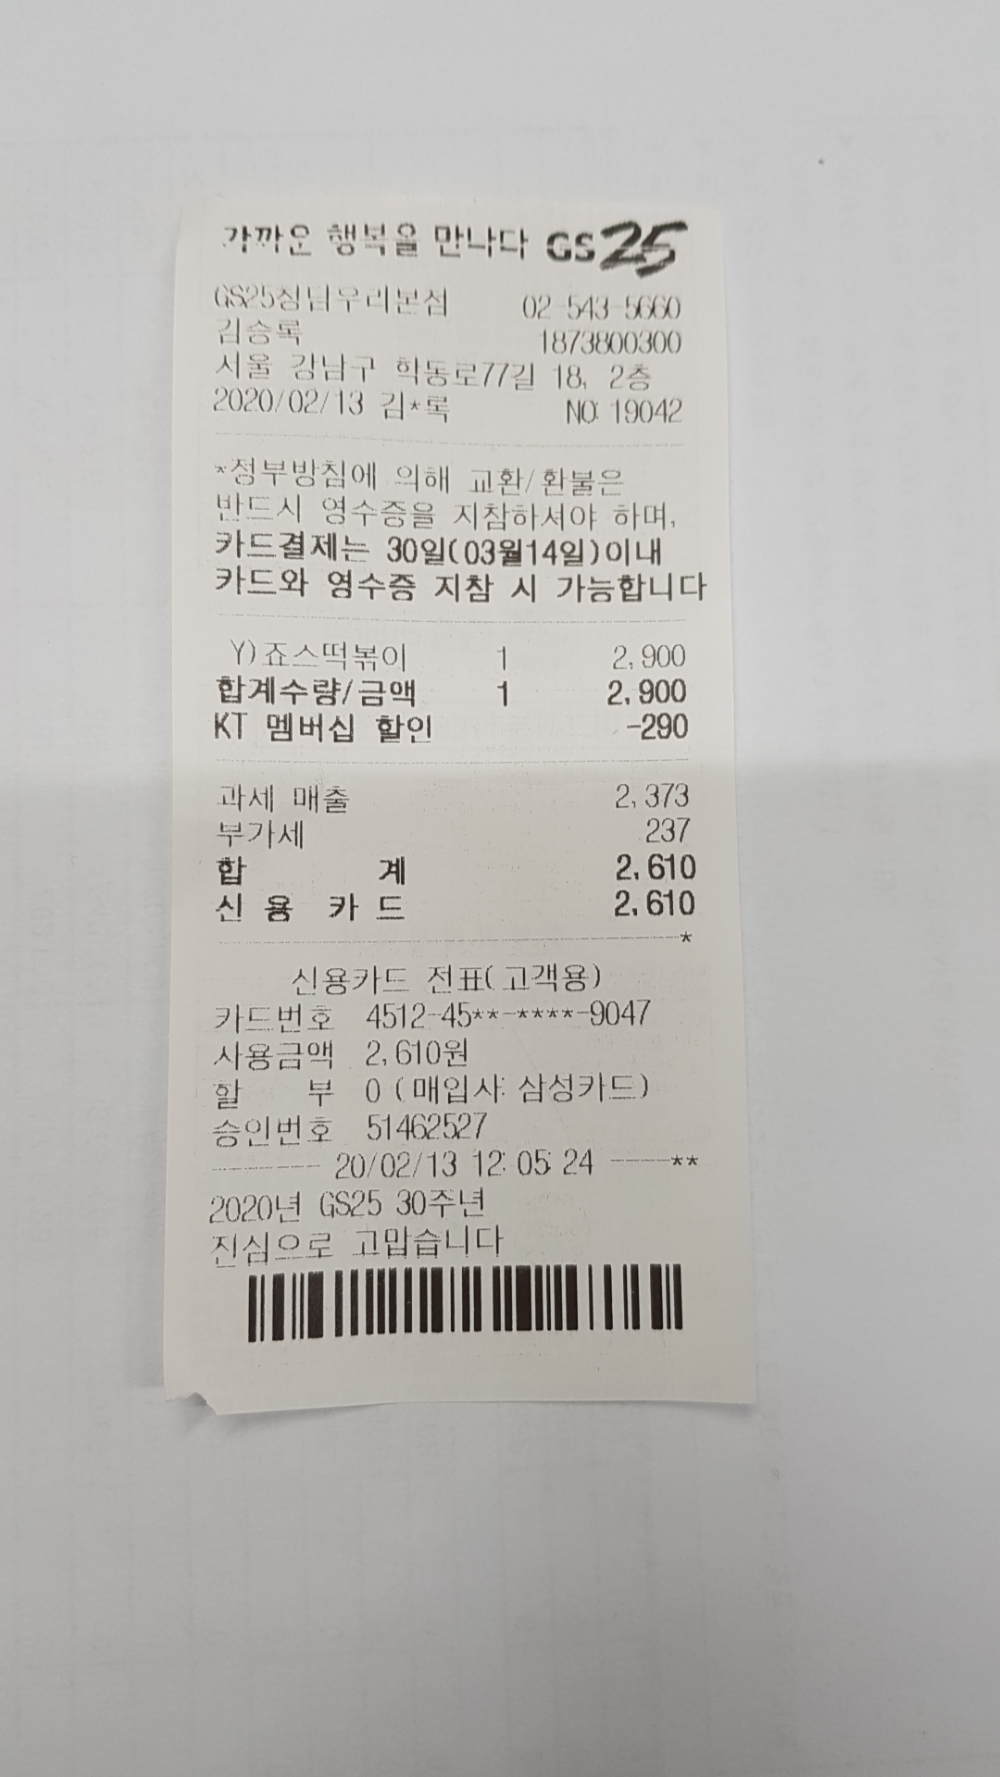 가까운 행복을 만나다 GS25
GS25청담우리본점 02-543-5660
김승록 1873800300
서울 강남구 학동로77길 18, 2층
2020/02/13 김*록 NO: 19042
*정부방침에 의해 교환/환불은
반드시 영수증을 지참하셔야 하며,
카드결제는 30일(03월14일)이내
카드와 영수증 지참 시 가능합니다
Y)죠스떡볶이 1 2,900
합계수량/금액 1 2,900
KT 멤버십 할인 -290
과세 매출 2,373
부가세 237
합 계 2,610
신 용 카 드 2,610
*
신용카드 전표(고객용)
카드번호 4512-45**-****-9047
사용금액 2,610원
할 부 0 (매입사: 삼성카드)
승인번호 51462527
------- 20/02/13 12:05:24 ----**
2020년 GS25 30주년
진심으로 고맙습니다